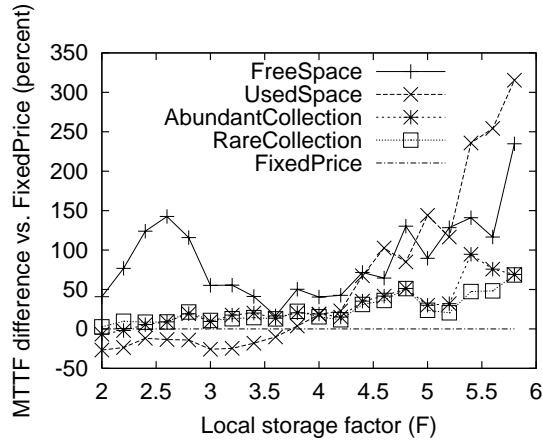 MTTF difference vs. FixedPrice (percent)
350
300
250
200
150
100
50
0
-50
FreeSpace
UsedSpace
AbundantCollection
RareCollection
FixedPrice
2 2.5 3 3.5 4 4.5 5 5.5 6
Local storage factor (F)